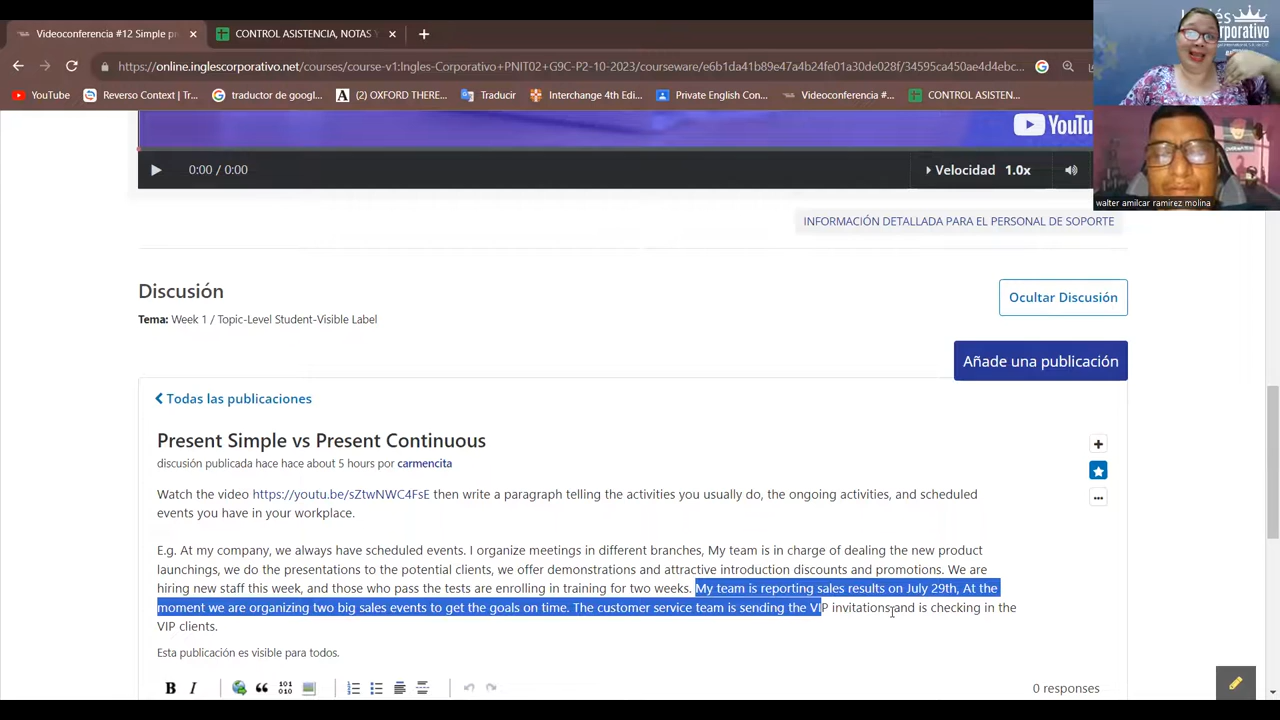 Videoconferencia #12 Simple pr
CONTROL ASISTENCIA, NOTAS Y
https://online.inglescorporativo.net/courses/course-v1:Ingles-Corporativo+PNIT02+G9C-P2-10-2023/courseware/e6b1da41b89e47a4b24fe01a30de028f/34595ca450ae4d4ebc...
YouTube
Reverso Context | Tr...
traductor de googl...
(2) OXFORD THERE...
Traducir
Interchange 4th Edi...
Private English Con...
Videoconferencia #...
CONTROL ASISTEN...
walter amilcar ramirez molina
YouTu
0:00 / 0:00
Velocidad 1.0x
INFORMACIÓN DETALLADA PARA EL PERSONAL DE SOPORTE
Discusión
Ocultar Discusión
Tema: Week 1 / Topic-Level Student-Visible Label
Añade una publicación
Todas las publicaciones
Present Simple vs Present Continuous
discusión publicada hace hace about 5 hours por carmencita
Watch the video https://youtu.be/sZtwNWC4FsE then write a paragraph telling the activities you usually do, the ongoing activities, and scheduled
events you have in your workplace.
E.g. At my company, we always have scheduled events. I organize meetings in different branches, My team is in charge of dealing the new product
launchings, we do the presentations to the potential clients, we offer demonstrations and attractive introduction discounts and promotions. We are
hiring new staff this week, and those who pass the tests are enrolling in training for two weeks. My team is reporting sales results on July 29th, At the
moment we are organizing two big sales events to get the goals on time. The customer service team is sending the VIP invitations and is checking in the
VIP clients.
Esta publicación es visible para todos.
B I
0 responses